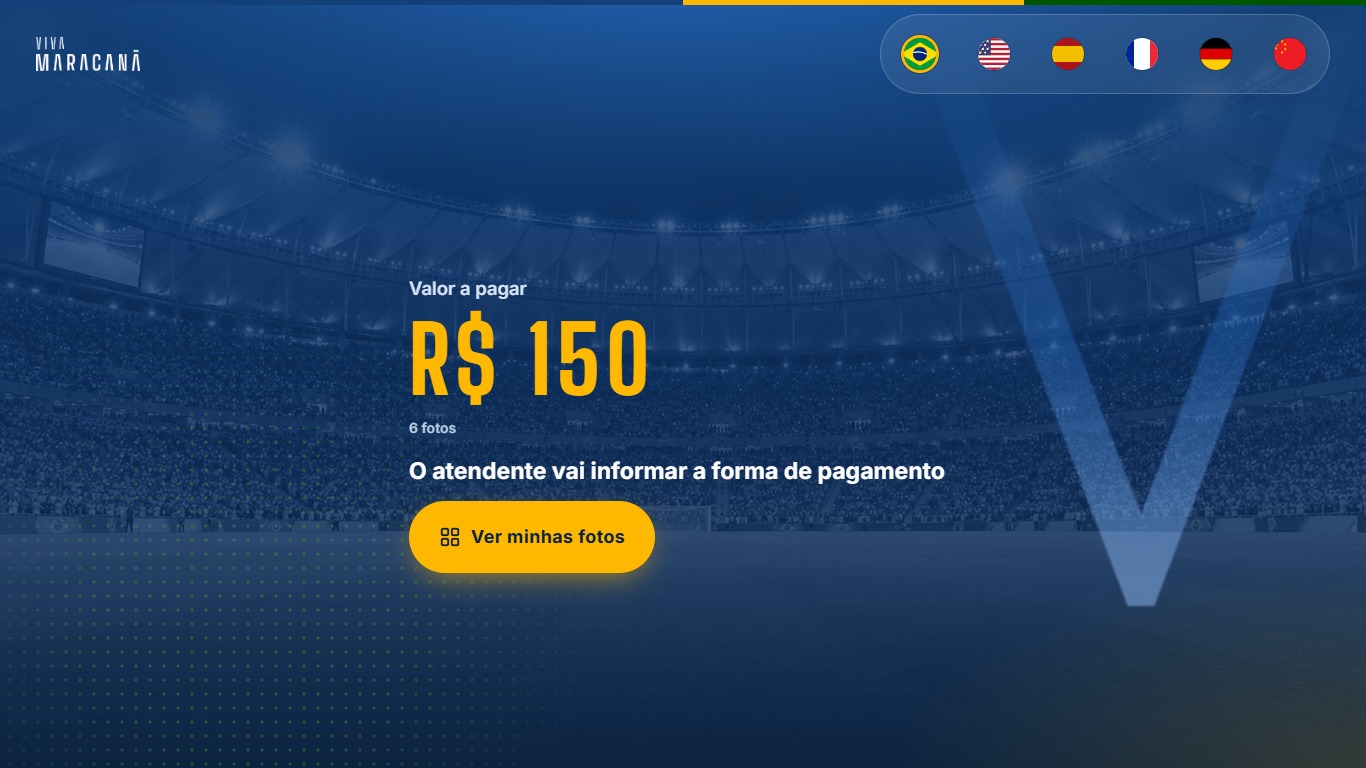 VIVA
MARACANÃ
Valor a pagar
R$ 150
6 fotos
O atendente vai informar a forma de pagamento
Ver minhas fotos